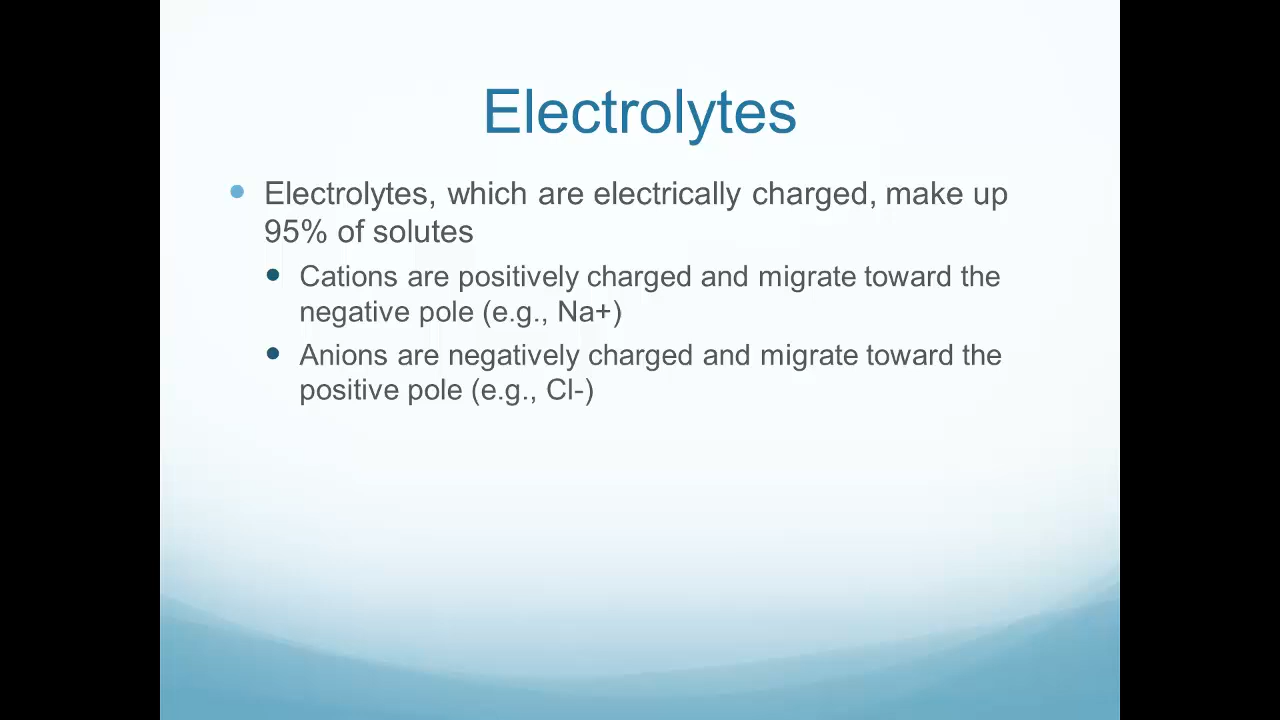 Electrolytes
Electrolytes, which are electrically charged, make up
95% of solutes
Cations are positively charged and migrate toward the
negative pole (e.g., Na+)
Anions are negatively charged and migrate toward the
positive pole (e.g., Cl-)